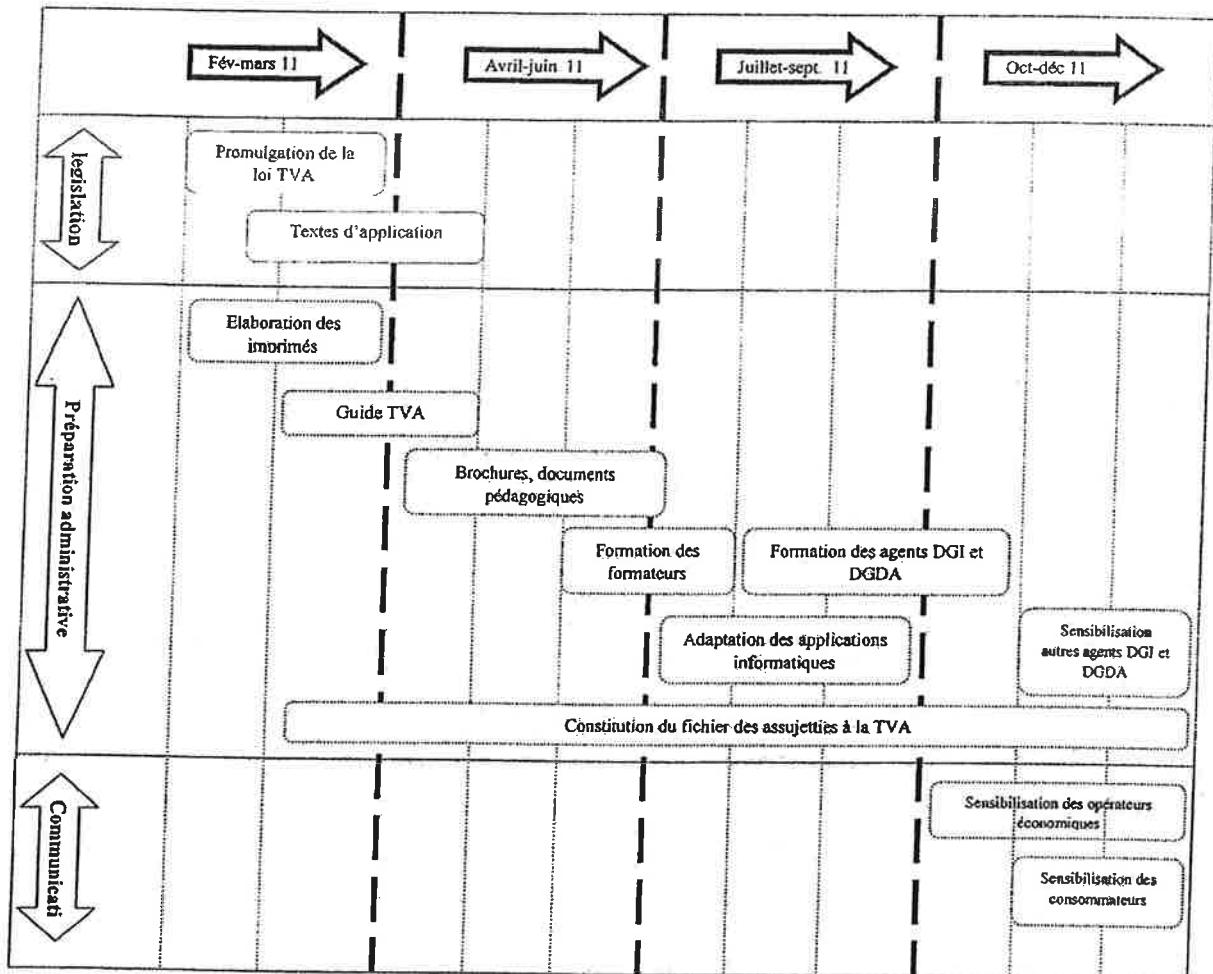 Fév-mars 11
Avril-juin 11
Juillet-sept. 11
Oct-déc 11
législation
Promulgation de la
loi TVA
Textes d'application
Préparation administrative
Elaboration des
imprimés
Guide TVA
Brochures, documents
pédagogiques
Formation des
formateurs
Formation des agents DGI et
DGDA
Adaptation des applications
informatiques
Sensibilisation
autres agents DGI et
DGDA
Constitution du fichier des assujetties à la TVA
Communicati
Sensibilisation des opérateurs
économiques
Sensibilisation des
consommateurs